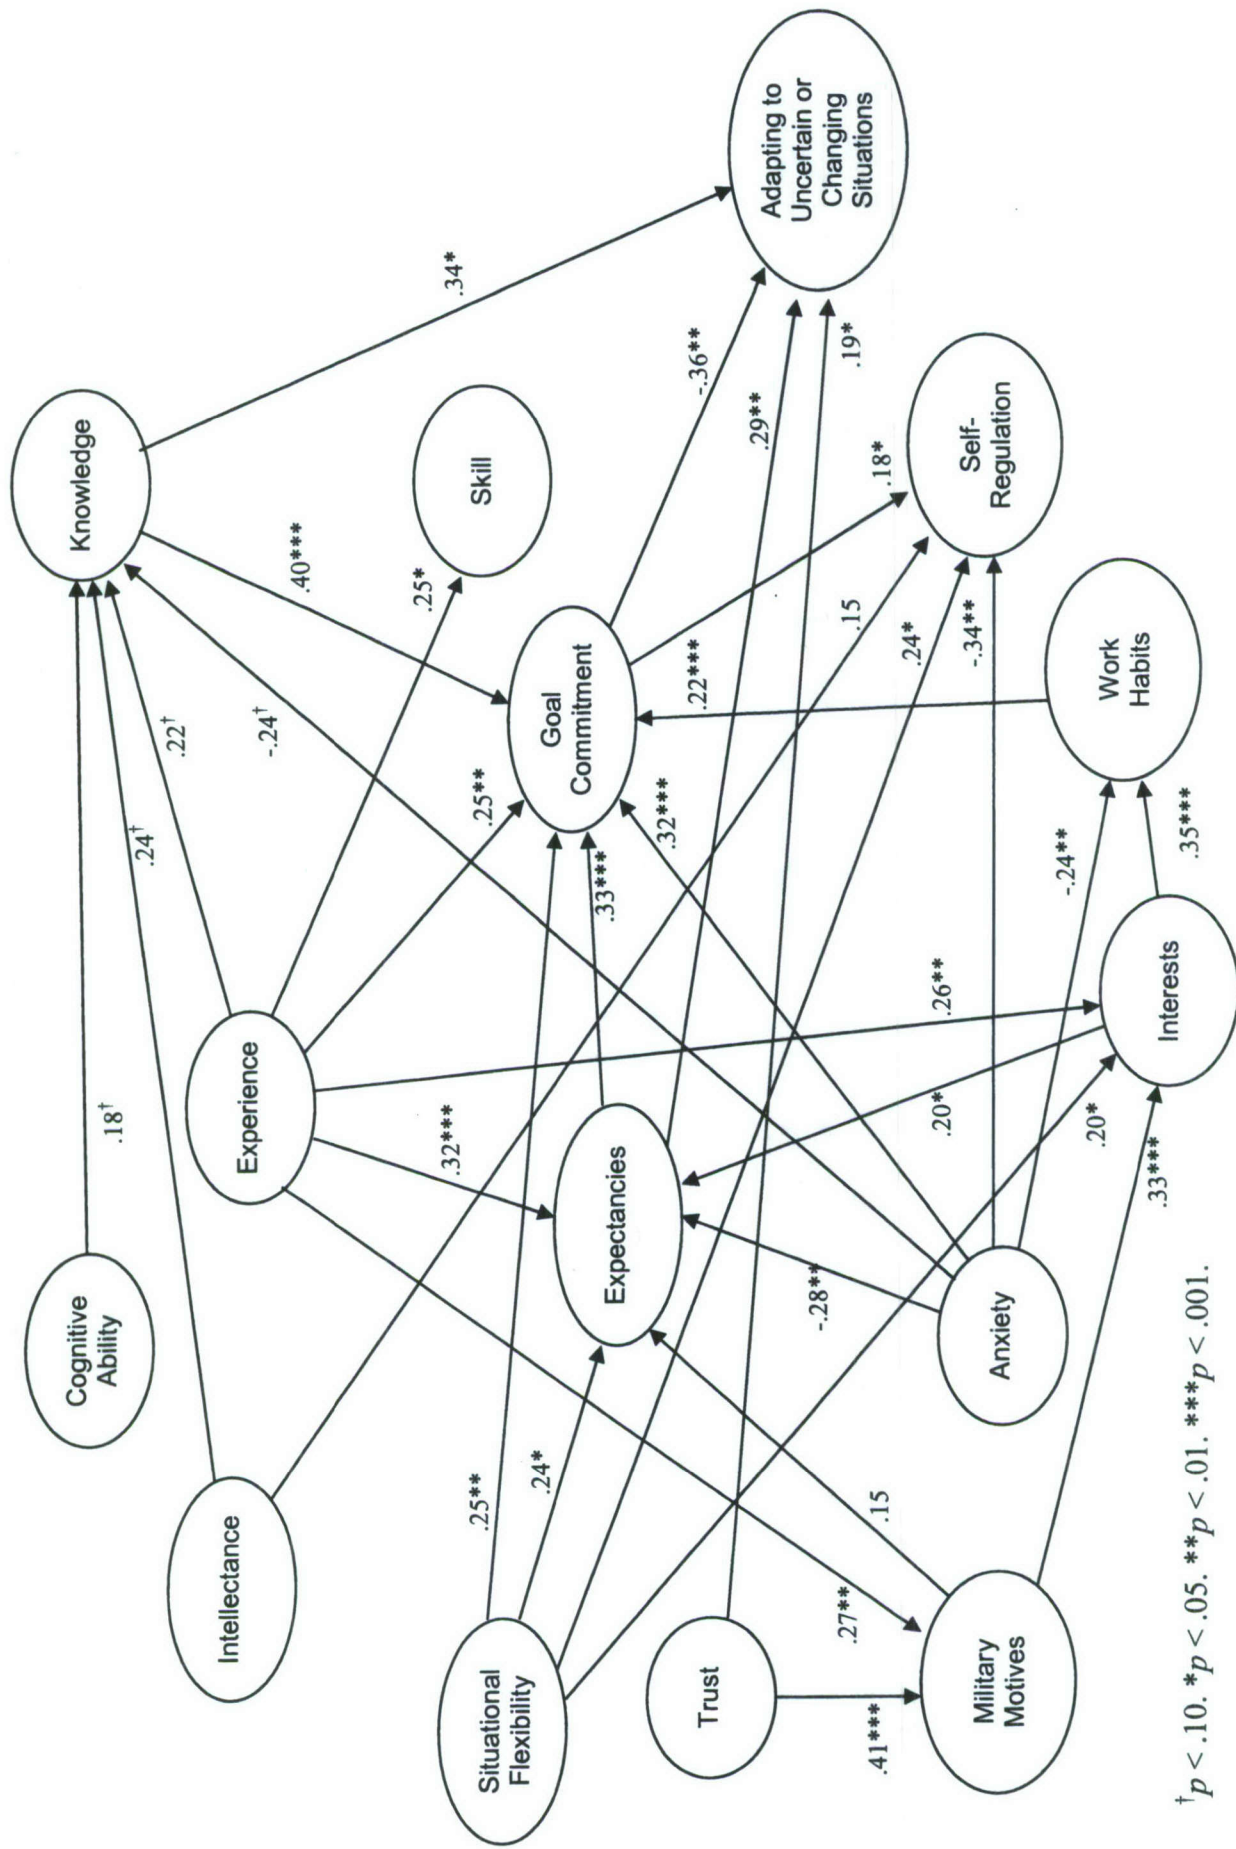 Cognitive
Ability
Intellectance
Experience
Situational
Flexibility
Trust
Military
Motives
Anxiety
Expectancies
Interests
Work
Habits
Goal
Commitment
Knowledge
Skill
Self-
Regulation
Adapting to
Uncertain or
Changing
Situations
.18†
.24†
.22†
-.24†
.34*
.40***
.25*
.25**
.32***
.25**
.24*
.33***
.32***
.22***
-.36**
.29**
.19*
.18*
.15
.24*
-.34**
-.24**
.35***
.26**
.20*
.20*
.33***
-.28**
.15
.27**
.41***
†p < .10. *p < .05. **p < .01. ***p < .001.